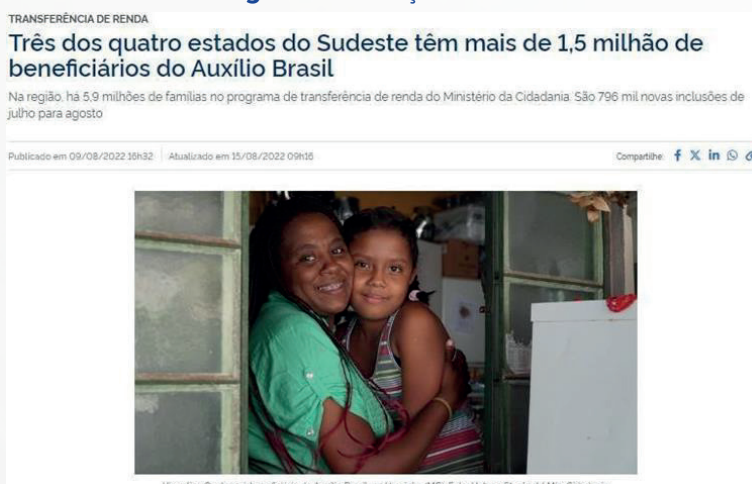 TRANSFERÊNCIA DE RENDA
Três dos quatro estados do Sudeste têm mais de 1,5 milhão de
beneficiários do Auxílio Brasil
Na região, há 5,9 milhões de famílias no programa de transferência de renda do Ministério da Cidadania. São 796 mil novas inclusões de
julho para agosto
Publicado em 09/08/2022 16h32 Atualizado em 15/08/2022 09h16
Compartilhe: